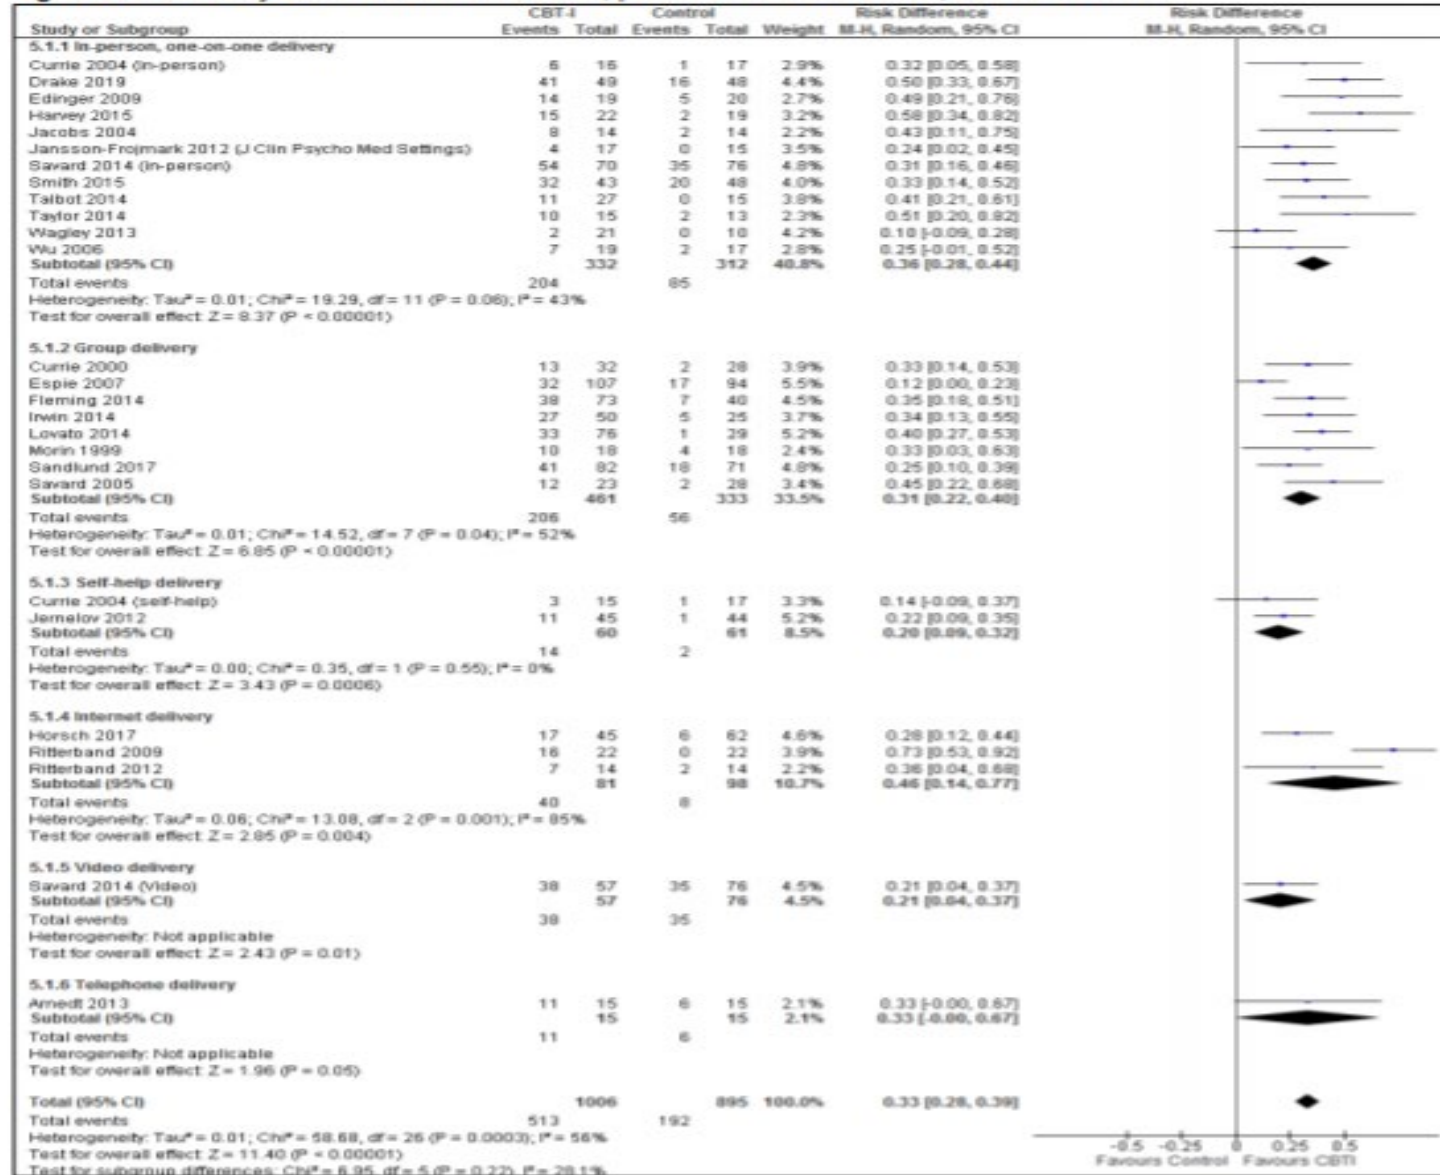 CBT-I Control Risk Difference Risk Difference
Study or Subgroup Events Total Events Total Weight M-H, Random, 95% CI M-H, Random, 95% CI
5.1.1 In-person, one-on-one delivery
Currie 2004 (in-person) 6 16 1 17 2.9% 0.32 [0.05, 0.58]
Drake 2019 41 49 16 48 4.4% 0.50 [0.33, 0.67]
Edinger 2009 14 19 5 20 2.7% 0.49 [0.21, 0.76]
Harvey 2015 15 22 2 19 3.2% 0.58 [0.34, 0.82]
Jacobs 2004 8 14 2 14 2.2% 0.43 [0.11, 0.75]
Jansson-Frojmark 2012 (J Clin Psycho Med Settings) 4 17 0 15 3.8% 0.24 [0.02, 0.45]
Savard 2014 (in-person) 54 70 35 76 4.8% 0.31 [0.16, 0.46]
Smith 2015 32 43 20 48 4.0% 0.33 [0.14, 0.52]
Talbot 2014 11 27 0 15 3.8% 0.41 [0.21, 0.61]
Taylor 2014 10 15 2 13 2.3% 0.51 [0.20, 0.82]
Wagley 2013 2 21 0 10 4.2% 0.10 [-0.09, 0.28]
Wu 2006 7 19 2 17 2.8% 0.25 [-0.01, 0.52]
Subtotal (95% CI) 332 312 40.8% 0.36 [0.28, 0.44]
Total events 204 85
Heterogeneity: Tau² = 0.01; Chi² = 19.29, df = 11 (P = 0.06); I² = 43%
Test for overall effect: Z = 8.37 (P < 0.00001)
5.1.2 Group delivery
Currie 2000 13 32 2 28 3.9% 0.33 [0.14, 0.53]
Espie 2007 32 107 17 94 5.5% 0.12 [0.00, 0.23]
Fleming 2014 38 73 7 40 4.5% 0.35 [0.18, 0.51]
Irwin 2014 27 50 5 25 3.7% 0.34 [0.13, 0.55]
Lovato 2014 33 76 1 29 5.2% 0.40 [0.27, 0.53]
Morin 1999 10 18 4 18 2.4% 0.33 [0.03, 0.63]
Sandlund 2017 41 82 18 71 4.8% 0.25 [0.10, 0.39]
Savard 2005 12 23 2 28 3.4% 0.45 [0.22, 0.68]
Subtotal (95% CI) 461 333 33.5% 0.31 [0.22, 0.40]
Total events 206 56
Heterogeneity: Tau² = 0.01; Chi² = 14.52, df = 7 (P = 0.04); I² = 52%
Test for overall effect: Z = 6.85 (P < 0.00001)
5.1.3 Self-help delivery
Currie 2004 (self-help) 3 15 1 17 3.3% 0.14 [-0.09, 0.37]
Jernelov 2012 11 45 1 44 5.2% 0.22 [0.09, 0.35]
Subtotal (95% CI) 60 61 8.5% 0.20 [0.09, 0.32]
Total events 14 2
Heterogeneity: Tau² = 0.00; Chi² = 0.35, df = 1 (P = 0.55); I² = 0%
Test for overall effect: Z = 3.43 (P = 0.0006)
5.1.4 Internet delivery
Horsch 2017 17 45 6 62 4.6% 0.28 [0.12, 0.44]
Ritterband 2009 16 22 0 22 3.9% 0.73 [0.53, 0.92]
Ritterband 2012 7 14 2 14 2.2% 0.36 [0.04, 0.68]
Subtotal (95% CI) 81 98 10.7% 0.46 [0.14, 0.77]
Total events 40 8
Heterogeneity: Tau² = 0.06; Chi² = 13.08, df = 2 (P = 0.001); I² = 85%
Test for overall effect: Z = 2.85 (P = 0.004)
5.1.5 Video delivery
Savard 2014 (Video) 38 57 35 76 4.5% 0.21 [0.04, 0.37]
Subtotal (95% CI) 57 76 4.5% 0.21 [0.04, 0.37]
Total events 38 35
Heterogeneity: Not applicable
Test for overall effect: Z = 2.43 (P = 0.01)
5.1.6 Telephone delivery
Arnedt 2013 11 15 6 15 2.1% 0.33 [-0.00, 0.67]
Subtotal (95% CI) 15 15 2.1% 0.33 [-0.00, 0.67]
Total events 11 6
Heterogeneity: Not applicable
Test for overall effect: Z = 1.96 (P = 0.05)
Total (95% CI) 1006 895 100.0% 0.33 [0.28, 0.39]
Total events 513 192
Heterogeneity: Tau² = 0.01; Chi² = 58.68, df = 26 (P = 0.0003); I² = 56%
Test for overall effect: Z = 11.40 (P < 0.00001)
Test for subgroup differences: Chi² = 6.95, df = 5 (P = 0.22), I² = 28.1%
-0.5 -0.25 0 0.25 0.5
Favours Control Favours CBTI